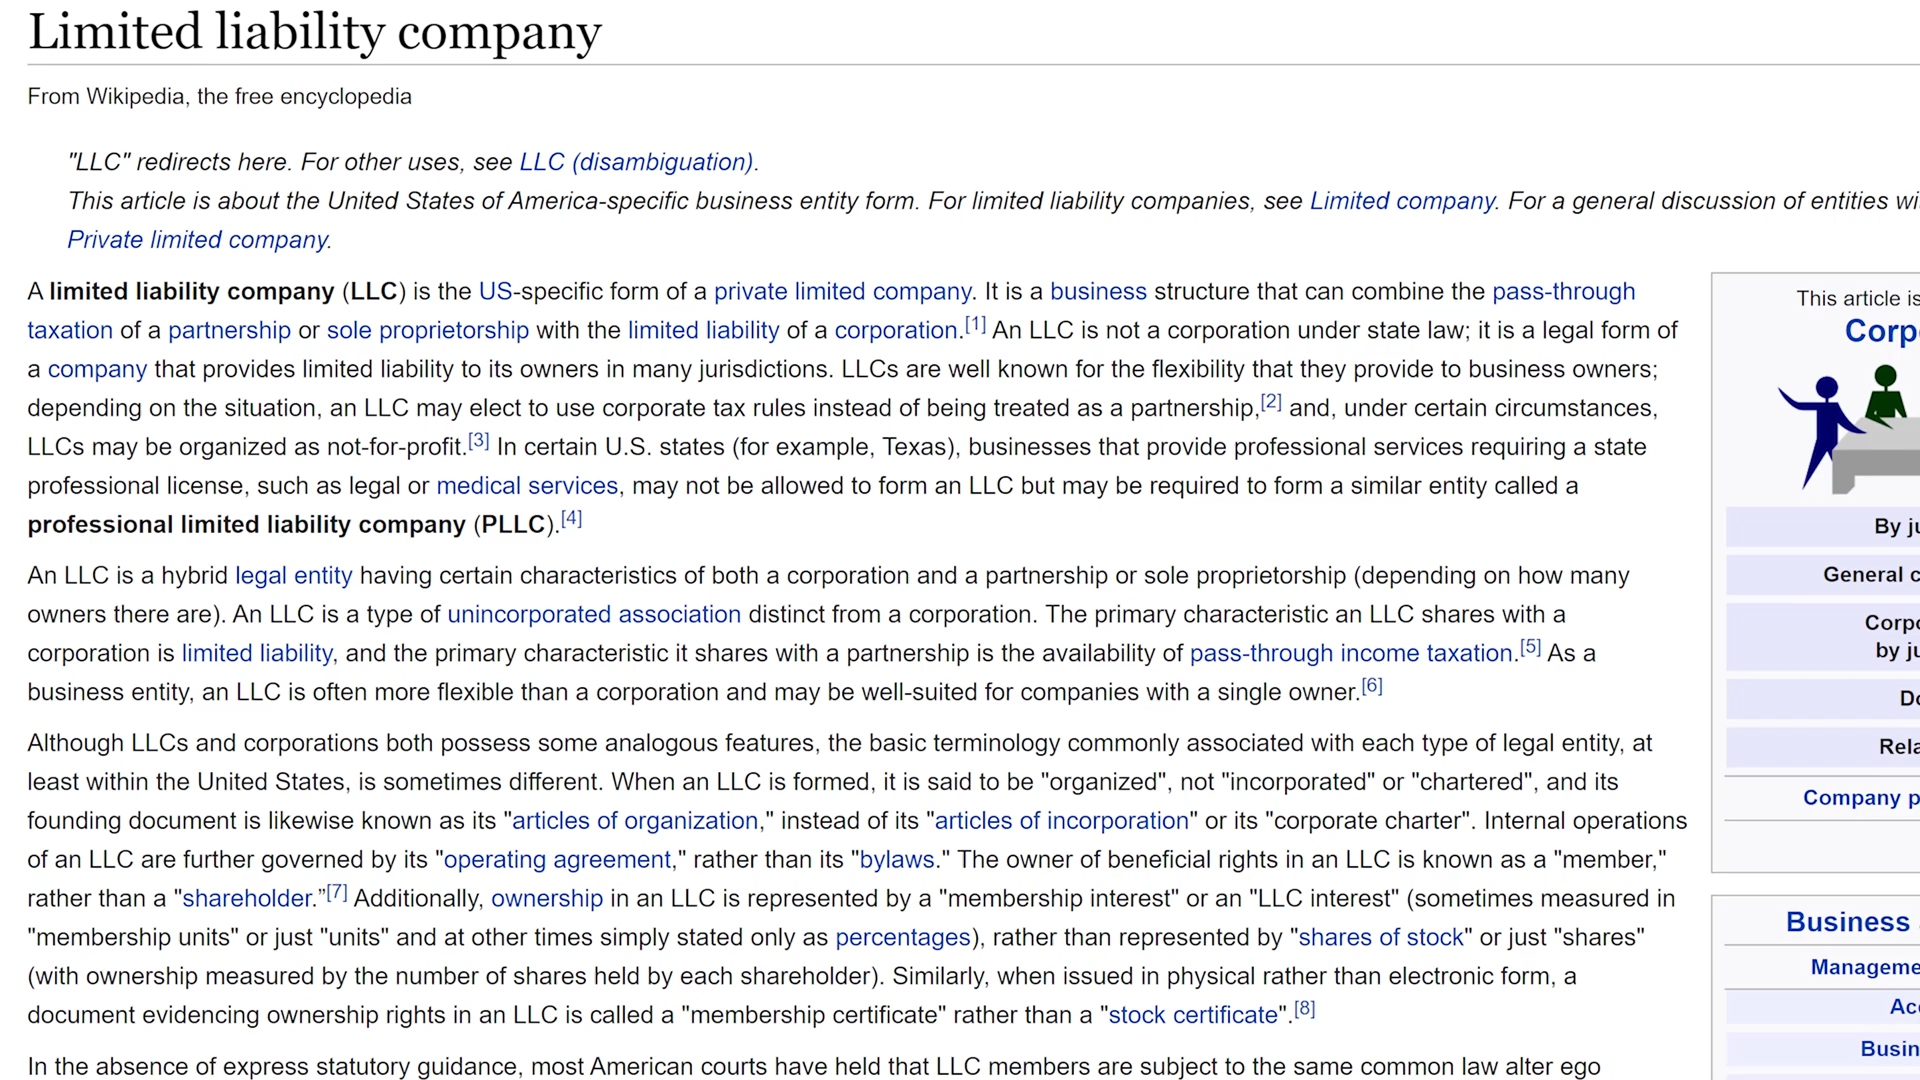 Limited liability company
From Wikipedia, the free encyclopedia
"LLC" redirects here. For other uses, see LLC (disambiguation).
This article is about the United States of America-specific business entity form. For limited liability companies, see Limited company. For a general discussion of entities
Private limited company.
A limited liability company (LLC) is the US-specific form of a private limited company. It is a business structure that can combine the pass-through
taxation of a partnership or sole proprietorship with the limited liability of a corporation.[1] An LLC is not a corporation under state law; it is a legal form of
a company that provides limited liability to its owners in many jurisdictions. LLCs are well known for the flexibility that they provide to business owners;
depending on the situation, an LLC may elect to use corporate tax rules instead of being treated as a partnership,[2] and, under certain circumstances,
LLCs may be organized as not-for-profit.[3] In certain U.S. states (for example, Texas), businesses that provide professional services requiring a state
professional license, such as legal or medical services, may not be allowed to form an LLC but may be required to form a similar entity called a
professional limited liability company (PLLC).[4]
An LLC is a hybrid legal entity having certain characteristics of both a corporation and a partnership or sole proprietorship (depending on how many
owners there are). An LLC is a type of unincorporated association distinct from a corporation. The primary characteristic an LLC shares with a
corporation is limited liability, and the primary characteristic it shares with a partnership is the availability of pass-through income taxation.[5] As a
business entity, an LLC is often more flexible than a corporation and may be well-suited for companies with a single owner.[6]
Although LLCs and corporations both possess some analogous features, the basic terminology commonly associated with each type of legal entity, at
least within the United States, is sometimes different. When an LLC is formed, it is said to be "organized", not "incorporated" or "chartered", and its
founding document is likewise known as its "articles of organization," instead of its "articles of incorporation" or its "corporate charter". Internal operations
of an LLC are further governed by its "operating agreement," rather than its "bylaws." The owner of beneficial rights in an LLC is known as a "member,"
rather than a "shareholder.”[7] Additionally, ownership in an LLC is represented by a "membership interest" or an "LLC interest" (sometimes measured in
"membership units" or just "units" and at other times simply stated only as percentages), rather than represented by "shares of stock" or just "shares"
(with ownership measured by the number of shares held by each shareholder). Similarly, when issued in physical rather than electronic form, a
document evidencing ownership rights in an LLC is called a "membership certificate" rather than a "stock certificate".[8]
In the absence of express statutory guidance, most American courts have held that LLC members are subject to the same common law alter ego
This article is
Corp
By ju
General c
Corpo
by ju
Do
Rela
Company p
Business
Manageme
Acc
Busin